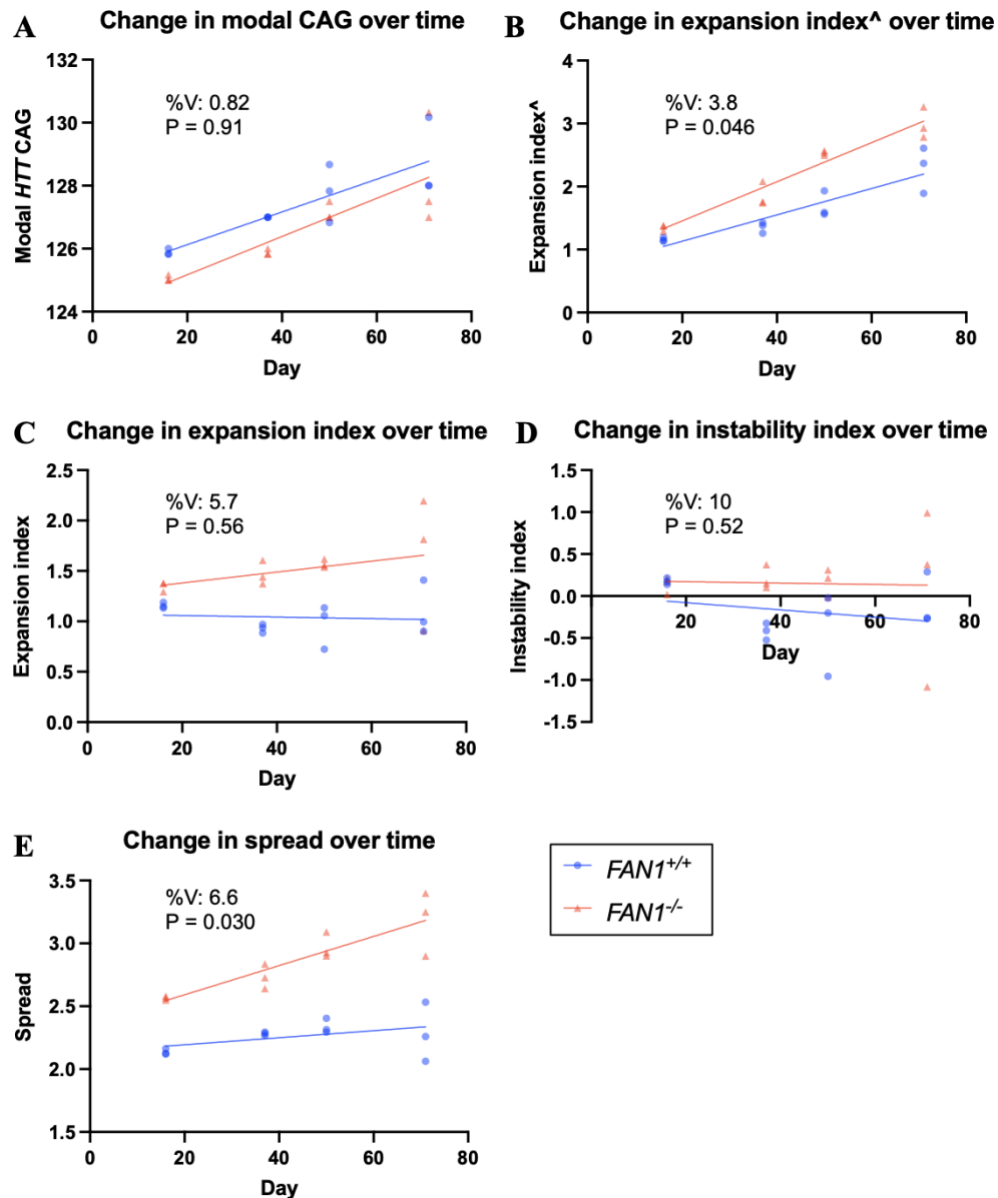 A
Change in modal CAG over time
132
130
128
126
124
Modal HTT CAG
%V: 0.82
P = 0.91
0
20
40
60
80
Day
B
Change in expansion index^ over time
4
3
2
1
0
Expansion index^
%V: 3.8
P = 0.046
0
20
40
60
80
Day
C
Change in expansion index over time
2.5
2.0
1.5
1.0
0.5
0.0
Expansion index
%V: 5.7
P = 0.56
0
20
40
60
80
Day
D
Change in instability index over time
1.5
1.0
0.5
0.0
-0.5
-1.0
-1.5
Instability index
%V: 10
P = 0.52
20
40
60
80
Day
E
Change in spread over time
3.5
3.0
2.5
2.0
1.5
Spread
%V: 6.6
P = 0.030
0
20
40
60
80
Day
FAN1+/+
FAN1-/-